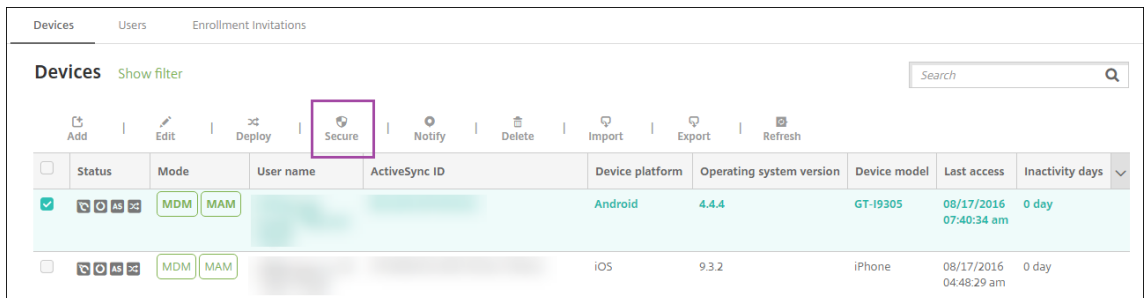 Devices Users Enrollment Invitations
Devices Show filter Search
Add | Edit | Deploy | Secure | Notify | Delete | Import | Export | Refresh
Status Mode User name ActiveSync ID Device platform Operating system version Device model Last access Inactivity days
AS MDM MAM Android 4.4.4 GT-I9305 08/17/2016 0 day
07:40:34 am
AS MDM MAM iOS 9.3.2 iPhone 08/17/2016 0 day
04:48:29 am